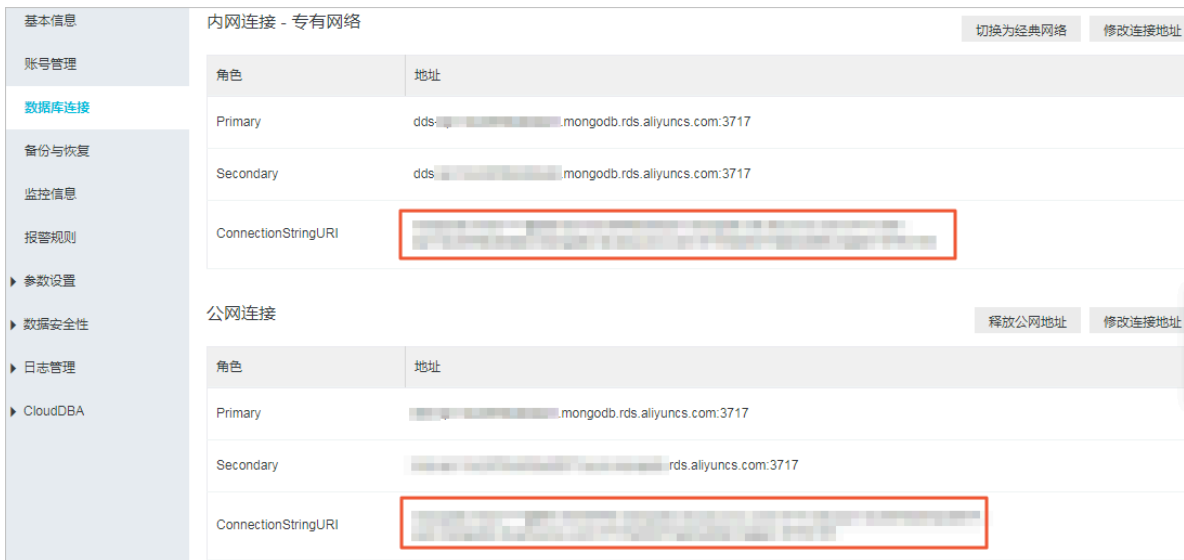 基本信息
账号管理
数据库连接
备份与恢复
监控信息
报警规则
参数设置
数据安全性
日志管理
CloudDBA
内网连接 - 专有网络
切换为经典网络 修改连接地址
角色 地址
Primary dds- .mongodb.rds.aliyuncs.com:3717
Secondary dds .mongodb.rds.aliyuncs.com:3717
ConnectionStringURI
公网连接
释放公网地址 修改连接地址
角色 地址
Primary .mongodb.rds.aliyuncs.com:3717
Secondary rds.aliyuncs.com:3717
ConnectionStringURI